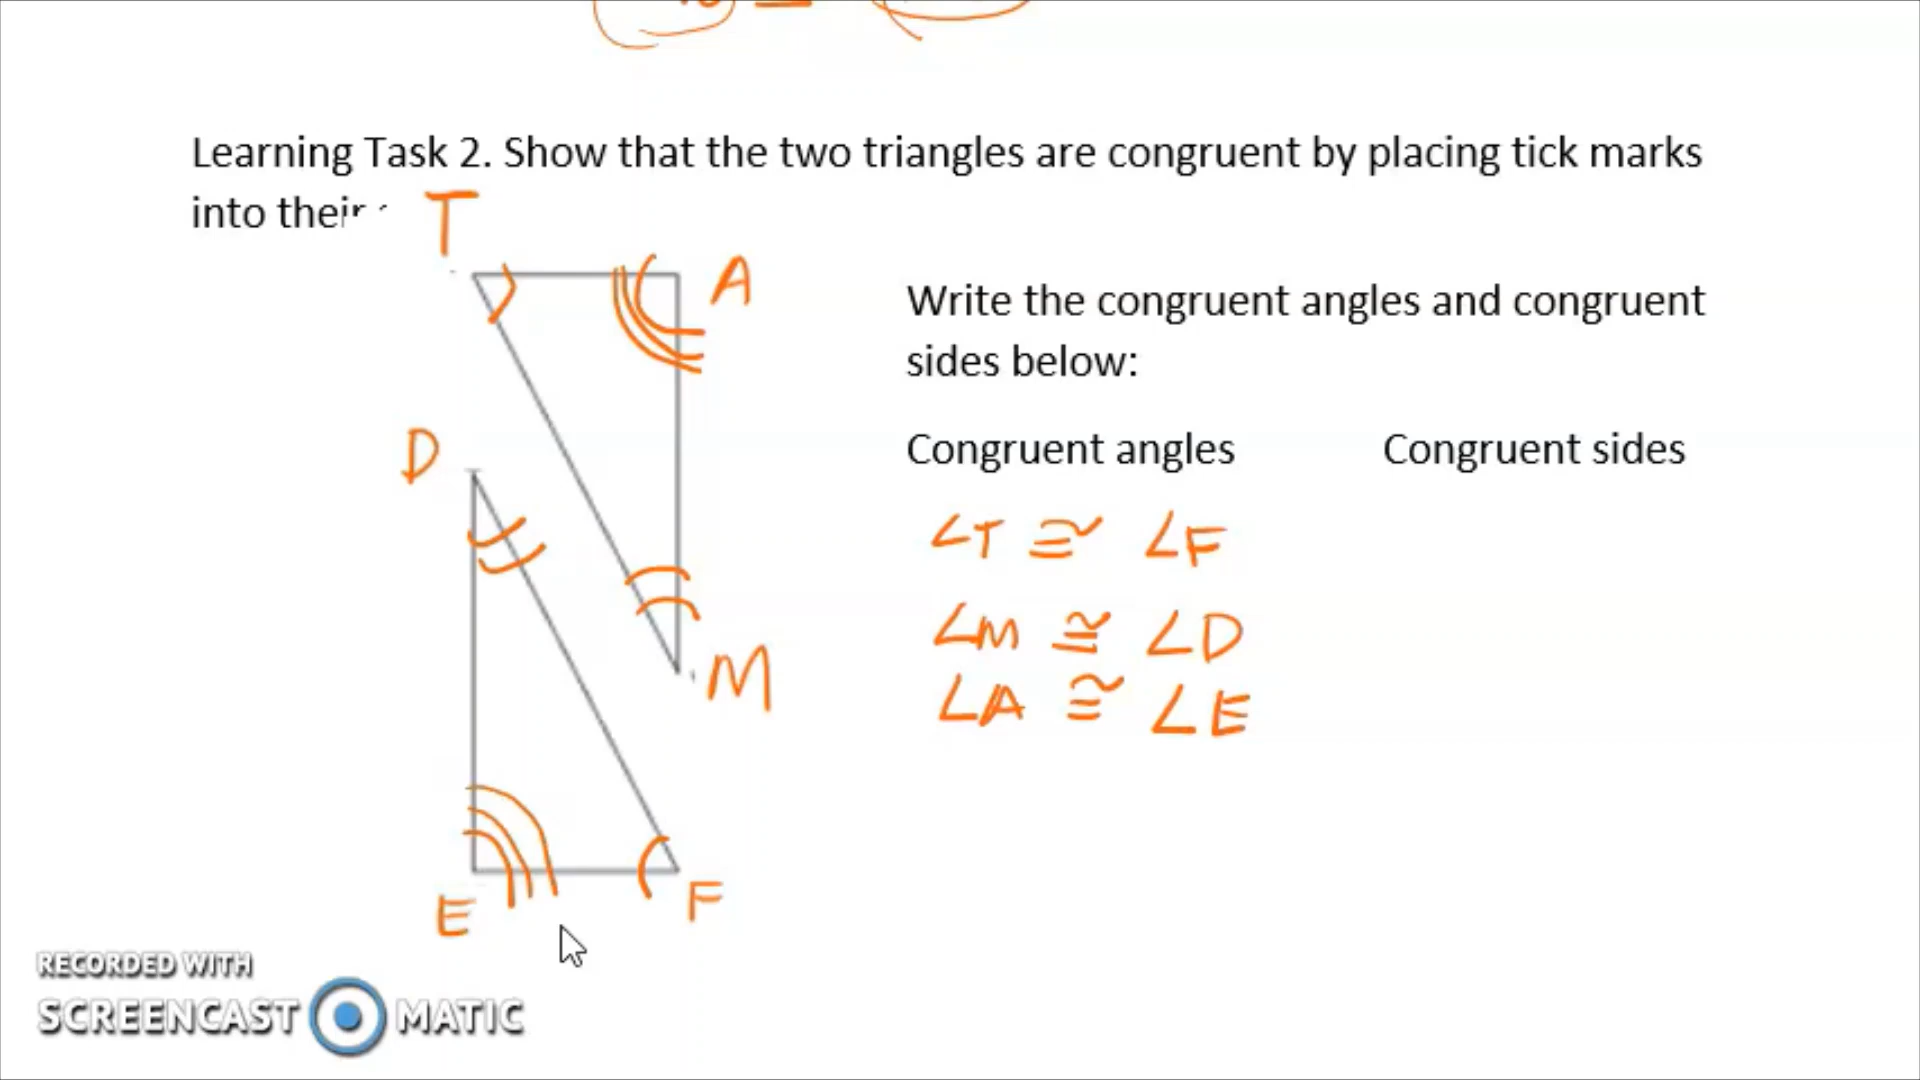 Learning Task 2. Show that the two triangles are congruent by placing tick marks
into their
T
A
Write the congruent angles and congruent
sides below:
D
Congruent angles
Congruent sides
∠T ≅ ∠F
∠M ≅ ∠D
M
∠A ≅ ∠E
E
F
RECORDED WITH
SCREENCAST MATIC